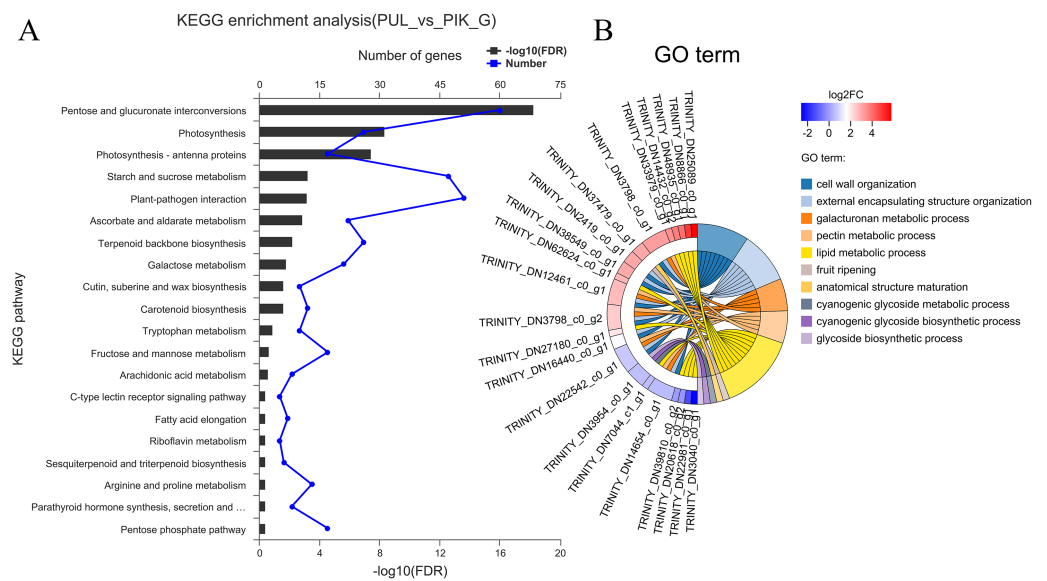 A
KEGG enrichment analysis(PUL_vs_PIK_G)
Number of genes
-log10(FDR)
Number
0 15 30 45 60 75
Pentose and glucuronate interconversions
Photosynthesis
Photosynthesis - antenna proteins
Starch and sucrose metabolism
Plant-pathogen interaction
Ascorbate and aldarate metabolism
Terpenoid backbone biosynthesis
Galactose metabolism
Cutin, suberine and wax biosynthesis
Carotenoid biosynthesis
Tryptophan metabolism
Fructose and mannose metabolism
Arachidonic acid metabolism
C-type lectin receptor signaling pathway
Fatty acid elongation
Riboflavin metabolism
Sesquiterpenoid and triterpenoid biosynthesis
Arginine and proline metabolism
Parathyroid hormone synthesis, secretion and ...
Pentose phosphate pathway
KEGG pathway
0 4 8 12 16 20
-log10(FDR)
B
GO term
TRINITY_DN25089_c0_g1
TRINITY_DN8866_c0_g1
TRINITY_DN48935_c0_g1
TRINITY_DN14432_c0_g2
TRINITY_DN33979_c0_g1
TRINITY_DN3798_c0_g1
TRINITY_DN37479_c0_g1
TRINITY_DN2419_c0_g1
TRINITY_DN38549_c0_g1
TRINITY_DN62624_c0_g1
TRINITY_DN12461_c0_g1
TRINITY_DN3798_c0_g2
TRINITY_DN27180_c0_g1
TRINITY_DN16440_c0_g1
TRINITY_DN22542_c0_g1
TRINITY_DN3954_c0_g1
TRINITY_DN7044_c1_g1
TRINITY_DN14654_c0_g1
TRINITY_DN39810_c0_g2
TRINITY_DN20618_c0_g2
TRINITY_DN22981_c0_g1
TRINITY_DN3040_c0_g1
log2FC
-2 0 2 4
GO term:
cell wall organization
external encapsulating structure organization
galacturonan metabolic process
pectin metabolic process
lipid metabolic process
fruit ripening
anatomical structure maturation
cyanogenic glycoside metabolic process
cyanogenic glycoside biosynthetic process
glycoside biosynthetic process